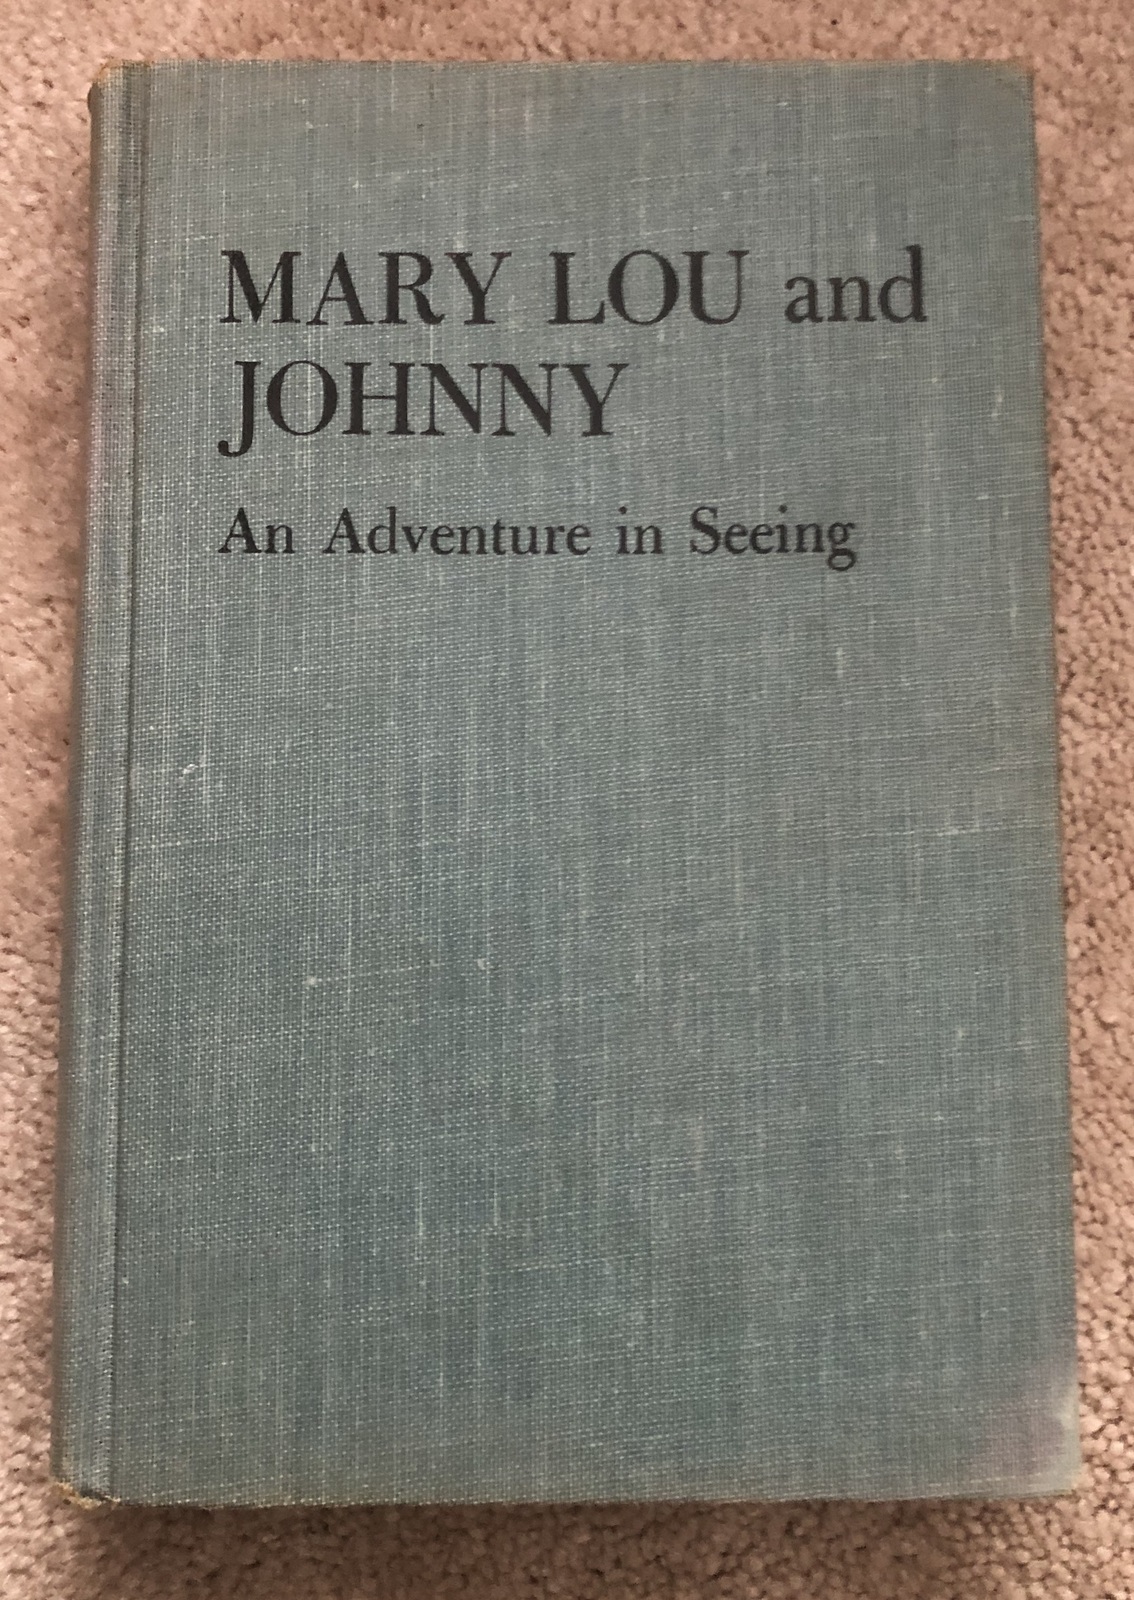 MARY LOU and
JOHNNY
An Adventure in Seeing